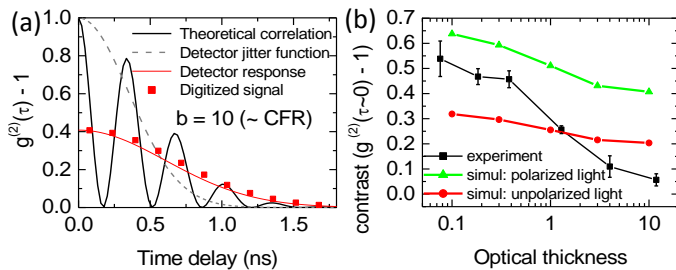 (a)
g(2)(τ) - 1
1.0
0.8
0.6
0.4
0.2
0.0
Theoretical correlation
Detector jitter function
Detector response
Digitized signal
b = 10 (~ CFR)
0.0 0.5 1.0 1.5
Time delay (ns)
(b)
contrast (g(2)(τ~0) - 1)
0.7
0.6
0.5
0.4
0.3
0.2
0.1
0.0
experiment
simul: polarized light
simul: unpolarized light
0.1 1 10
Optical thickness